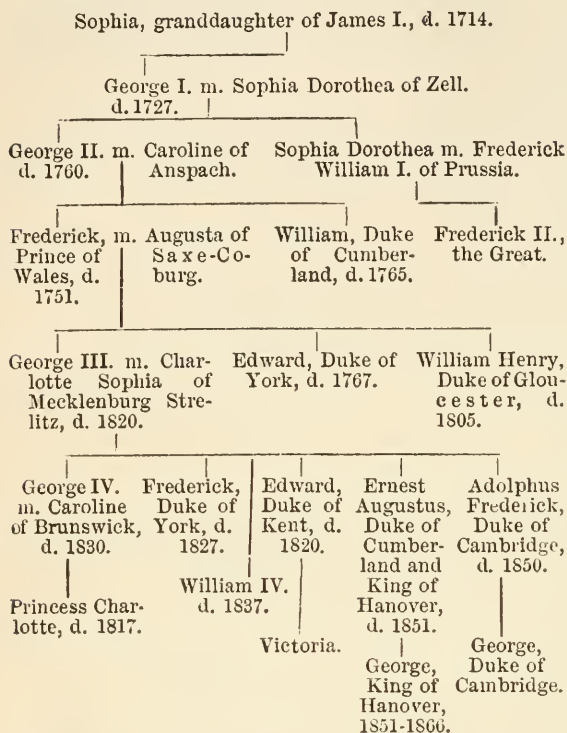 Sophia, granddaughter of James I., d. 1714.
George I. m. Sophia Dorothea of Zell.
d. 1727.
George II. m. Caroline of
d. 1760. Anspach.
Sophia Dorothea m. Frederick
William I. of Prussia.
Frederick, m. Augusta of
Prince of Saxe-Co-
Wales, d. burg.
1751.
William, Duke
of Cumber-
land, d. 1765.
Frederick II.,
the Great.
George III. m. Char-
lotte Sophia of
Mecklenburg Stre-
litz, d. 1820.
Edward, Duke of
York, d. 1767.
William Henry,
Duke of Glou-
cester, d.
1805.
George IV.
m. Caroline
of Brunswick,
d. 1830.
Frederick,
Duke of
York, d.
1827.
William IV.
d. 1837.
Edward,
Duke of
Kent, d.
1820.
Ernest
Augustus,
Duke of
Cumber-
land and
King of
Hanover,
d. 1851.
Adolphus
Frederick,
Duke of
Cambridge,
d. 1850.
Princess Char-
lotte, d. 1817.
Victoria.
George,
King of
Hanover,
1851-1866.
George,
Duke of
Cambridge.